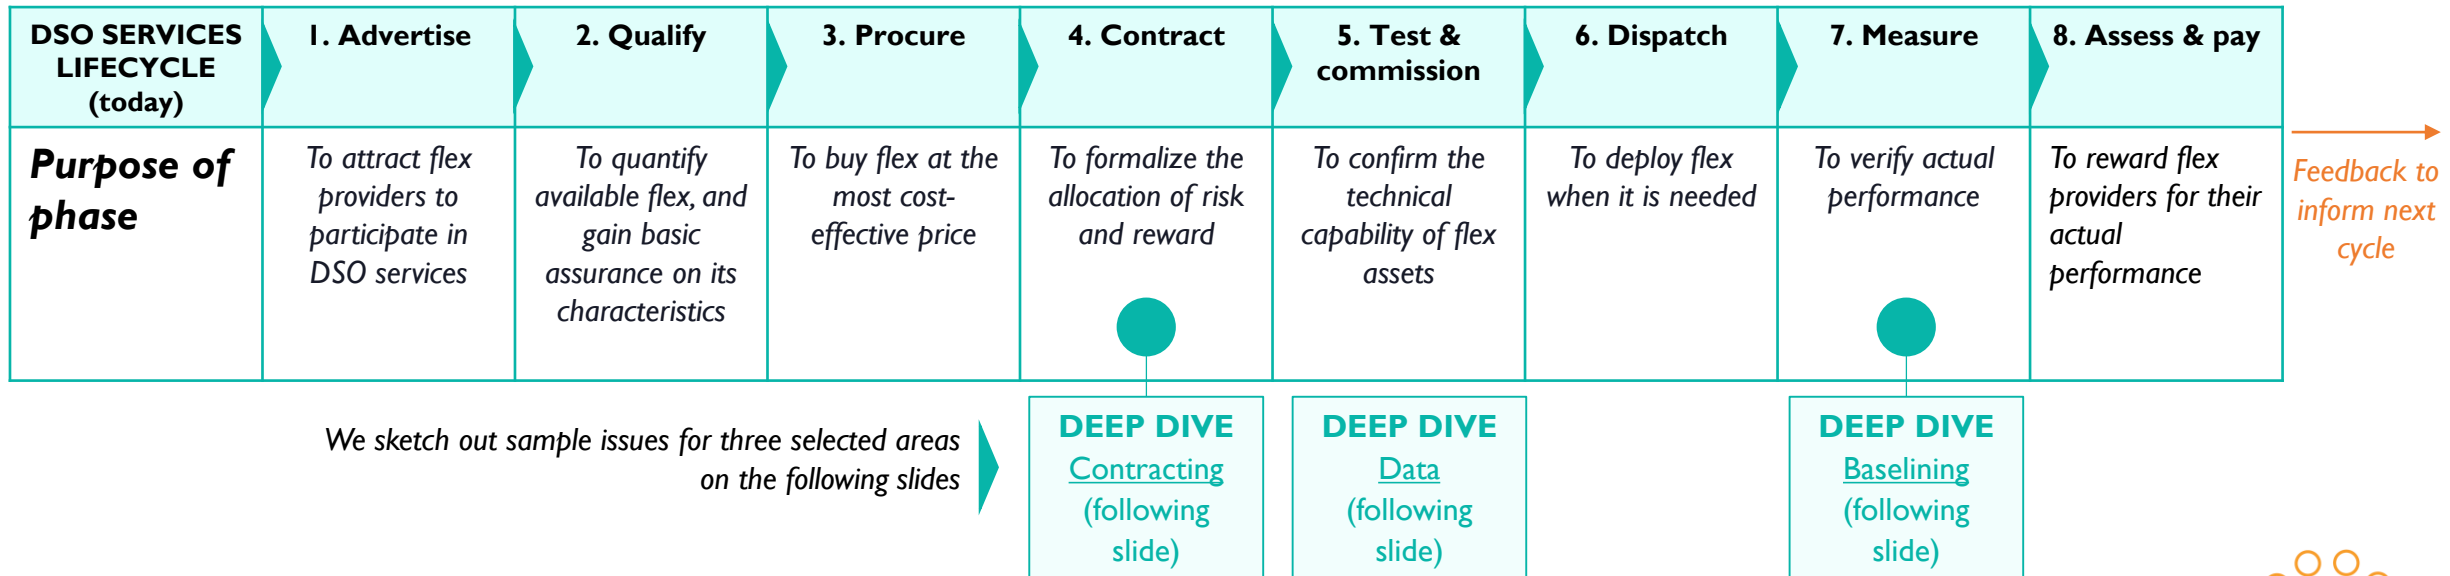 DSO SERVICES
LIFECYCLE
(today)
1. Advertise
2. Qualify
3. Procure
4. Contract
5. Test &
commission
6. Dispatch
7. Measure
8. Assess & pay
Purpose of
phase
To attract flex
providers to
participate in
DSO services
To quantify
available flex, and
gain basic
assurance on its
characteristics
To buy flex at the
most cost-
effective price
To formalize the
allocation of risk
and reward
To confirm the
technical
capability of flex
assets
To deploy flex
when it is needed
To verify actual
performance
To reward flex
providers for their
actual
performance
Feedback to
inform next
cycle
We sketch out sample issues for three selected areas
on the following slides
DEEP DIVE
Contracting
(following
slide)
DEEP DIVE
Data
(following
slide)
DEEP DIVE
Baselining
(following
slide)